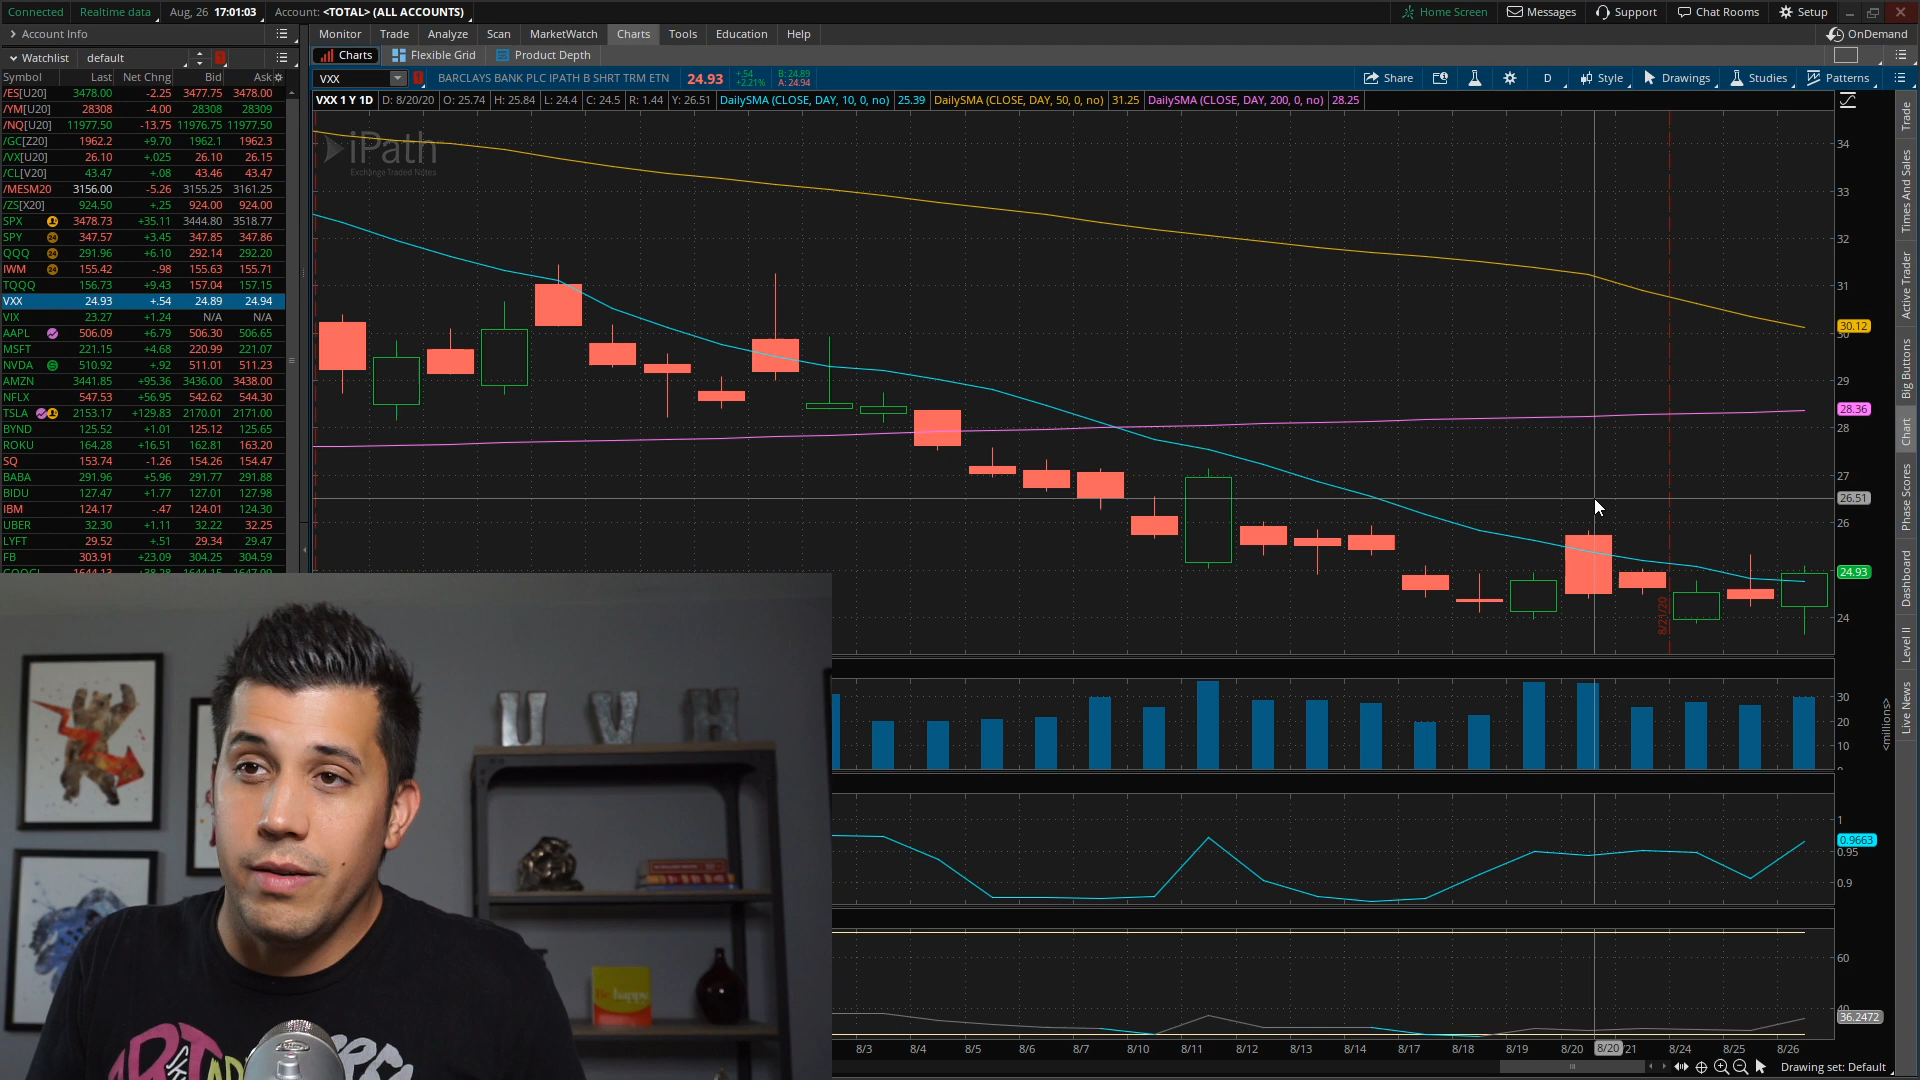 Connected Realtime data Aug, 26 17:01:03 Account: <TOTAL> (ALL ACCOUNTS) Home Screen Messages Support Chat Rooms Setup
Account Info Monitor Trade Analyze Scan MarketWatch Charts Tools Education Help OnDemand
Watchlist default Charts Flexible Grid Product Depth
Symbol Last Net Chng Bid Ask
VXX BARCLAYS BANK PLC IPATH B SHRT TRM ETN 24.93 +.54 +2.21% B: 24.89 A: 24.94 Share D Style Drawings Studies Patterns
VXX 1 Y 1D D: 8/20/20 O: 25.74 H: 25.84 L: 24.4 C: 24.5 R: 1.44 Y: 26.51 DailySMA (CLOSE, DAY, 10, 0, no) 25.39 DailySMA (CLOSE, DAY, 50, 0, no) 31.25 DailySMA (CLOSE, DAY, 200, 0, no) 28.25
/ES[U20] 3478.00 -2.25 3477.75 3478.00
/YM[U20] 28308 -4.00 28308 28309
/NQ[U20] 11977.50 -13.75 11976.75 11977.50
/GC[Z20] 1962.2 +9.70 1962.1 1962.3
/VX[U20] 26.10 +.025 26.10 26.15
/CL[V20] 43.47 +.08 43.46 43.47
/MESM20 3156.00 -5.26 3155.25 3161.25
/ZS[X20] 924.50 +.25 924.00 924.00
SPX 3478.73 +35.11 3444.80 3518.77
SPY 24 347.57 +3.45 347.85 347.86
QQQ 24 291.96 +6.10 292.14 292.20
IWM 24 155.42 -.98 155.63 155.71
TQQQ 156.73 +9.43 157.04 157.15
VXX 24.93 +.54 24.89 24.94
VIX 23.27 +1.24 N/A N/A
AAPL 506.09 +6.79 506.30 506.65
MSFT 221.15 +4.68 220.99 221.07
NVDA 510.92 +.92 511.01 511.23
AMZN 3441.85 +95.36 3436.00 3438.00
NFLX 547.53 +56.95 542.62 544.30
TSLA 2153.17 +129.83 2170.01 2171.00
BYND 125.52 +1.01 125.12 125.65
ROKU 164.28 +16.51 162.81 163.20
SQ 153.74 -1.26 154.26 154.47
BABA 291.96 +5.96 291.77 291.88
BIDU 127.47 +1.77 127.01 127.98
IBM 124.17 -.47 124.01 124.30
UBER 32.30 +1.11 32.22 32.25
LYFT 29.52 +.51 29.34 29.47
FB 303.91 +23.09 304.25 304.59
iPath
Exchange Traded Notes
34
33
32
31
30.12
29
28.36
28
27
26.51
26
24.93
24
8/21/20
30
20
10
<millions>
1
0.9663
0.95
0.9
60
40
36.2472
8/3 8/4 8/5 8/6 8/7 8/10 8/11 8/12 8/13 8/14 8/17 8/18 8/19 8/20 8/20 /21 8/24 8/25 8/26
Drawing set: Default
Trade
Times And Sales
Active Trader
Big Buttons
Chart
Phase Scores
Dashboard
Level II
Live News
U V H
Be happy